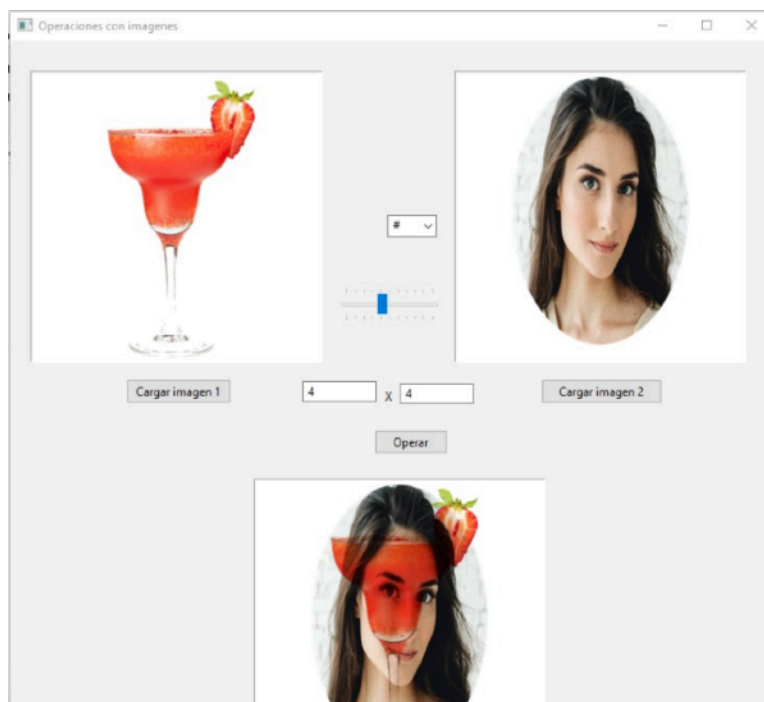 Operaciones con imagenes
#
Cargar imagen 1
4
X
4
Cargar imagen 2
Operar